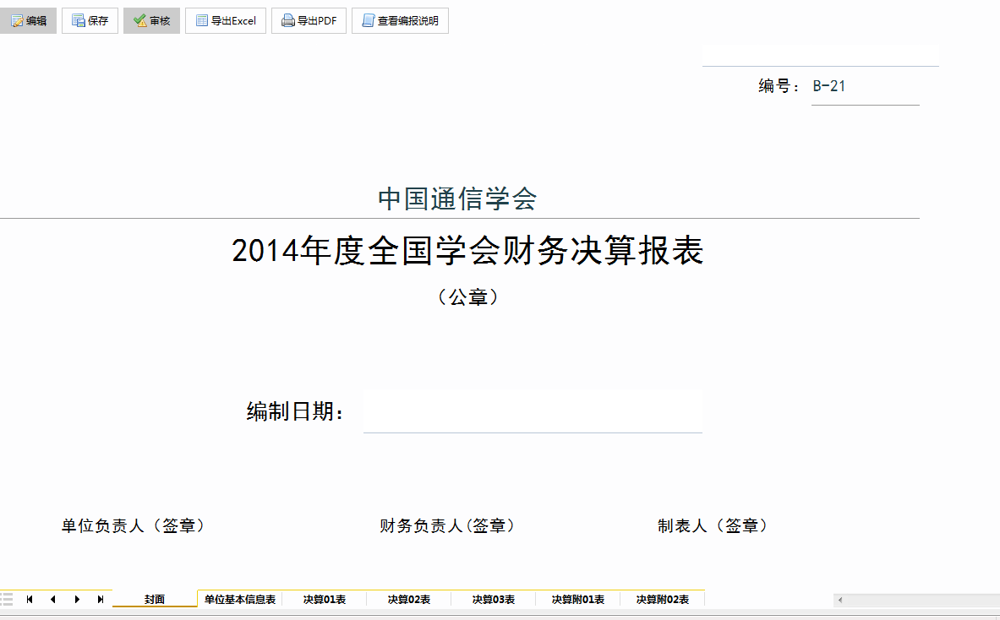 编辑 保存 审核 导出Excel 导出PDF 查看编报说明
编号： B-21
中国通信学会
2014年度全国学会财务决算报表
（公章）
编制日期：
单位负责人（签章） 财务负责人(签章） 制表人（签章）
封面 单位基本信息表 决算01表 决算02表 决算03表 决算附01表 决算附02表